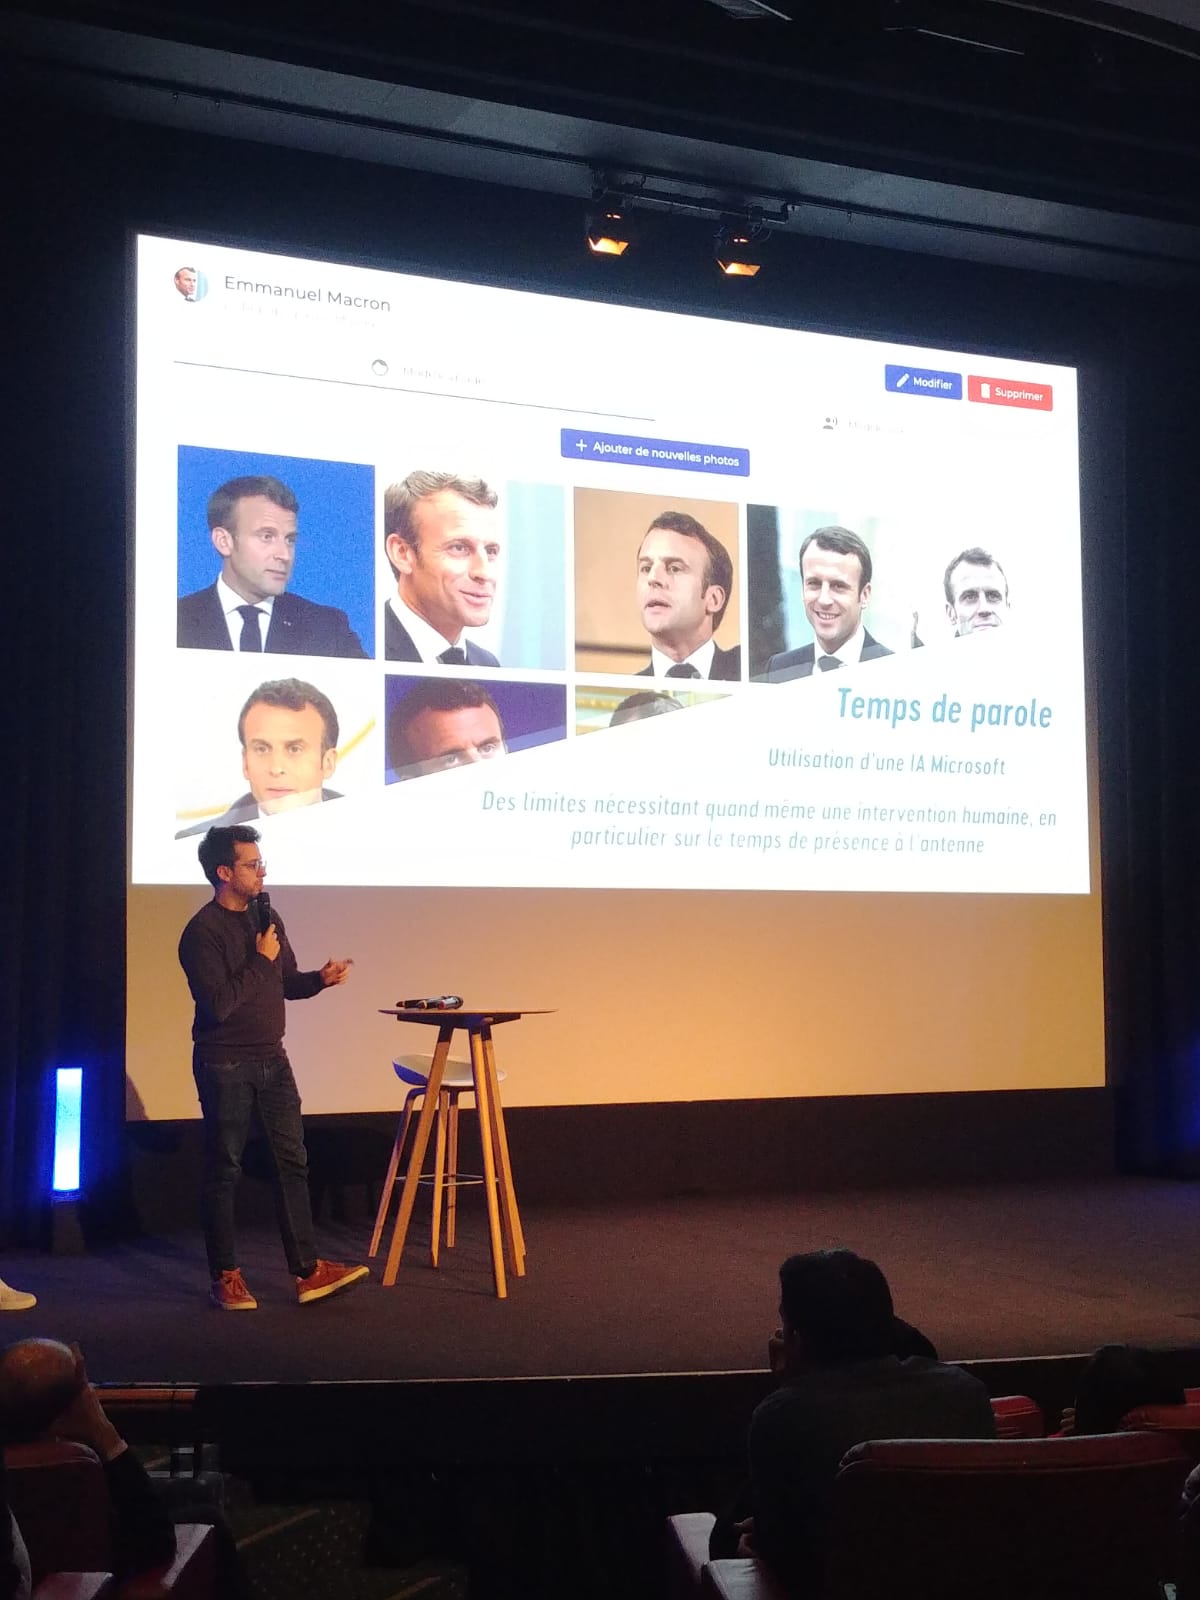 Emmanuel Macron
Modifier
Supprimer
+ Ajouter de nouvelles photos
Temps de parole
Utilisation d'une IA Microsoft
Des limites nécessitant quand même une intervention humaine, en
particulier sur le temps de présence à l'antenne